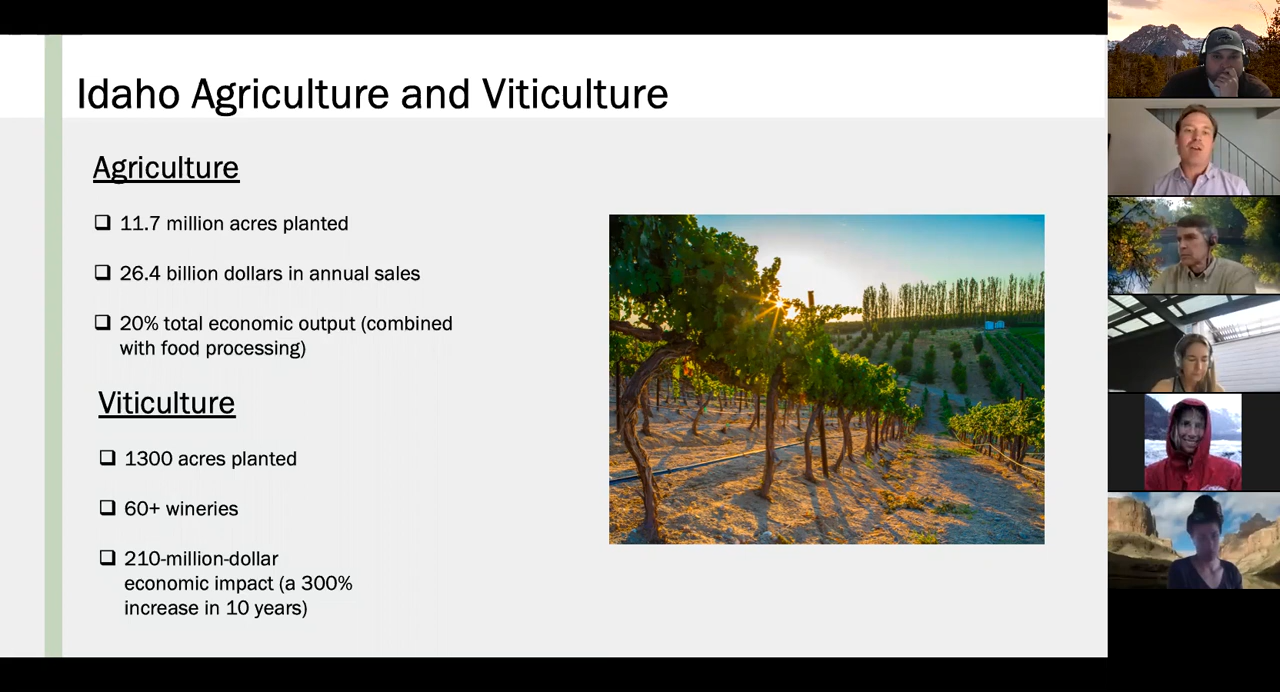 Idaho Agriculture and Viticulture
Agriculture
11.7 million acres planted
26.4 billion dollars in annual sales
20% total economic output (combined
with food processing)
Viticulture
1300 acres planted
60+ wineries
210-million-dollar
economic impact (a 300%
increase in 10 years)